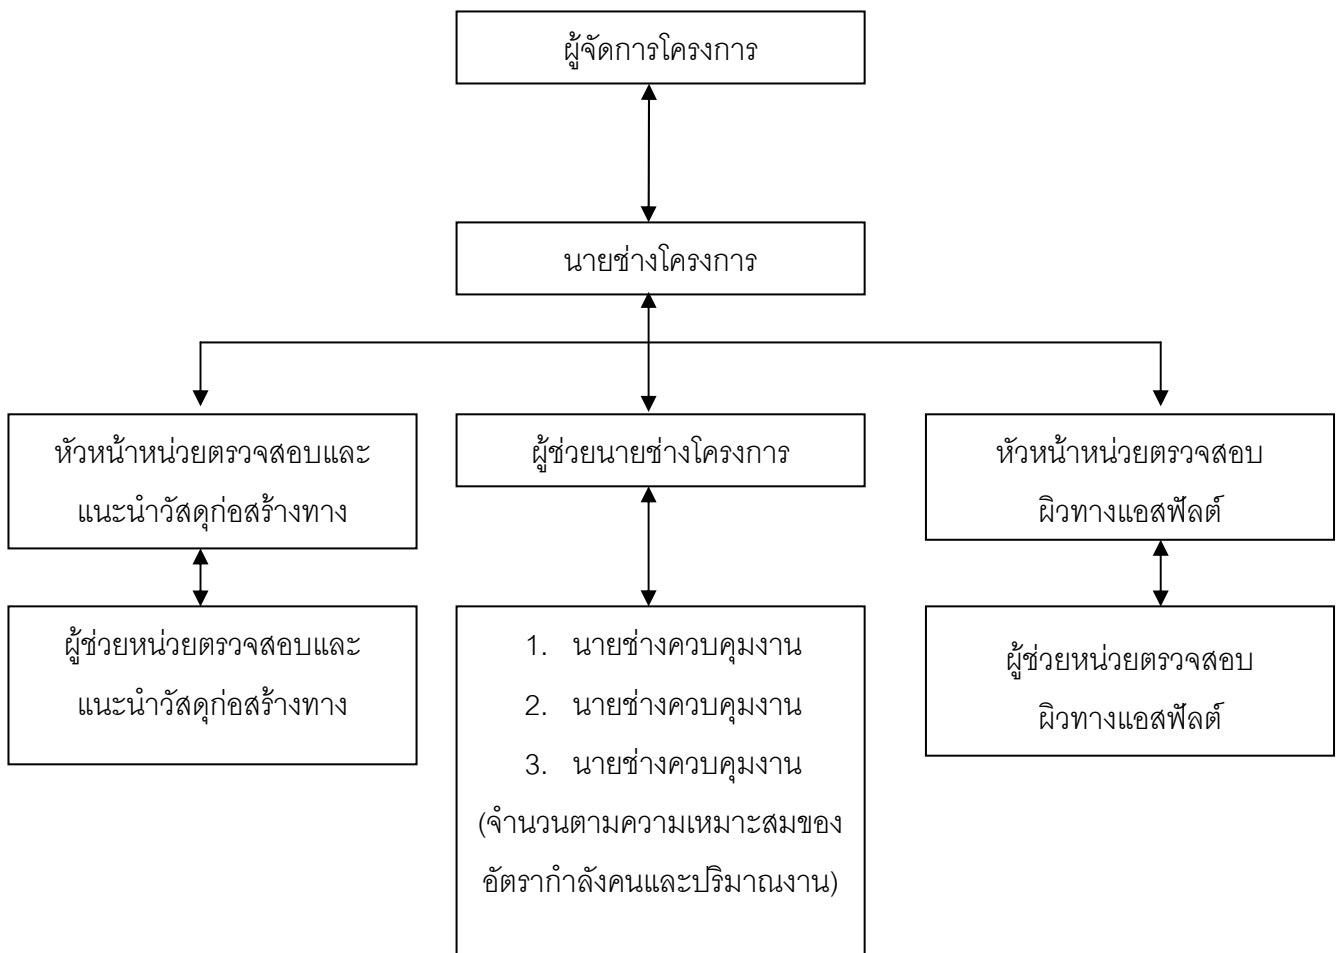 ผู้จัดการโครงการ
นายช่างโครงการ
หัวหน้าหน่วยตรวจสอบและ
แนะนำวัสดุก่อสร้างทาง
ผู้ช่วยนายช่างโครงการ
หัวหน้าหน่วยตรวจสอบ
ผิวทางแอสฟัลต์
ผู้ช่วยหน่วยตรวจสอบและ
แนะนำวัสดุก่อสร้างทาง
1. นายช่างควบคุมงาน
2. นายช่างควบคุมงาน
3. นายช่างควบคุมงาน
(จำนวนตามความเหมาะสมของ
อัตรากำลังคนและปริมาณงาน)
ผู้ช่วยหน่วยตรวจสอบ
ผิวทางแอสฟัลต์